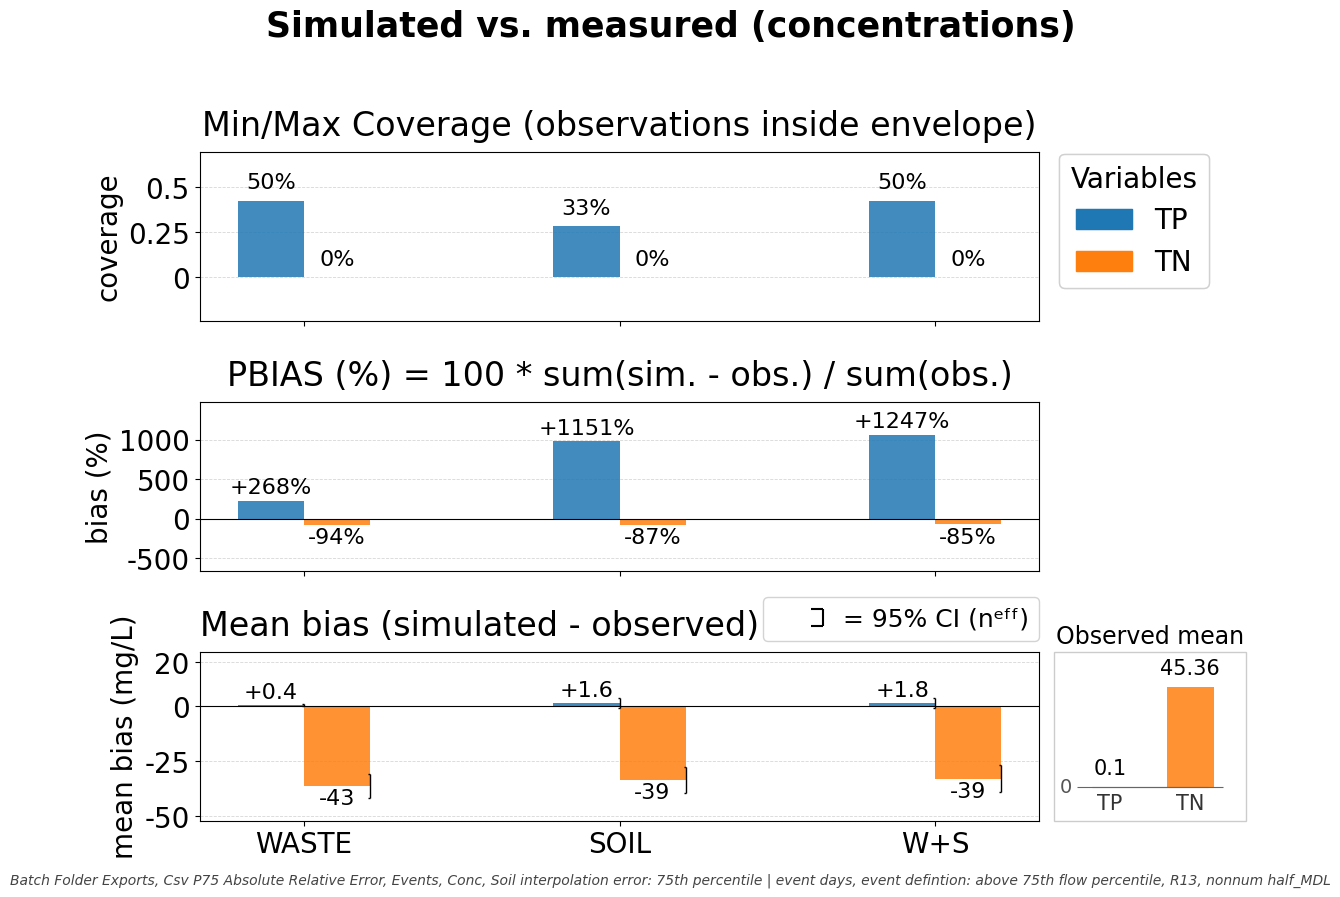 Simulated vs. measured (concentrations)
Min/Max Coverage (observations inside envelope)
coverage
0.5
0.25
0
50%
0%
33%
0%
50%
0%
Variables
TP
TN
PBIAS (%) = 100 * sum(sim. - obs.) / sum(obs.)
bias (%)
1000
500
0
-500
+268%
-94%
+1151%
-87%
+1247%
-85%
Mean bias (simulated - observed)
= 95% CI (nᵉᶠᶠ)
mean bias (mg/L)
20
0
-25
-50
+0.4
-43
+1.6
-39
+1.8
-39
WASTE
SOIL
W+S
Observed mean
45.36
0.1
0
TP
TN
Batch Folder Exports, Csv P75 Absolute Relative Error, Events, Conc, Soil interpolation error: 75th percentile | event days, event defintion: above 75th flow percentile, R13, nonnum half_MDL